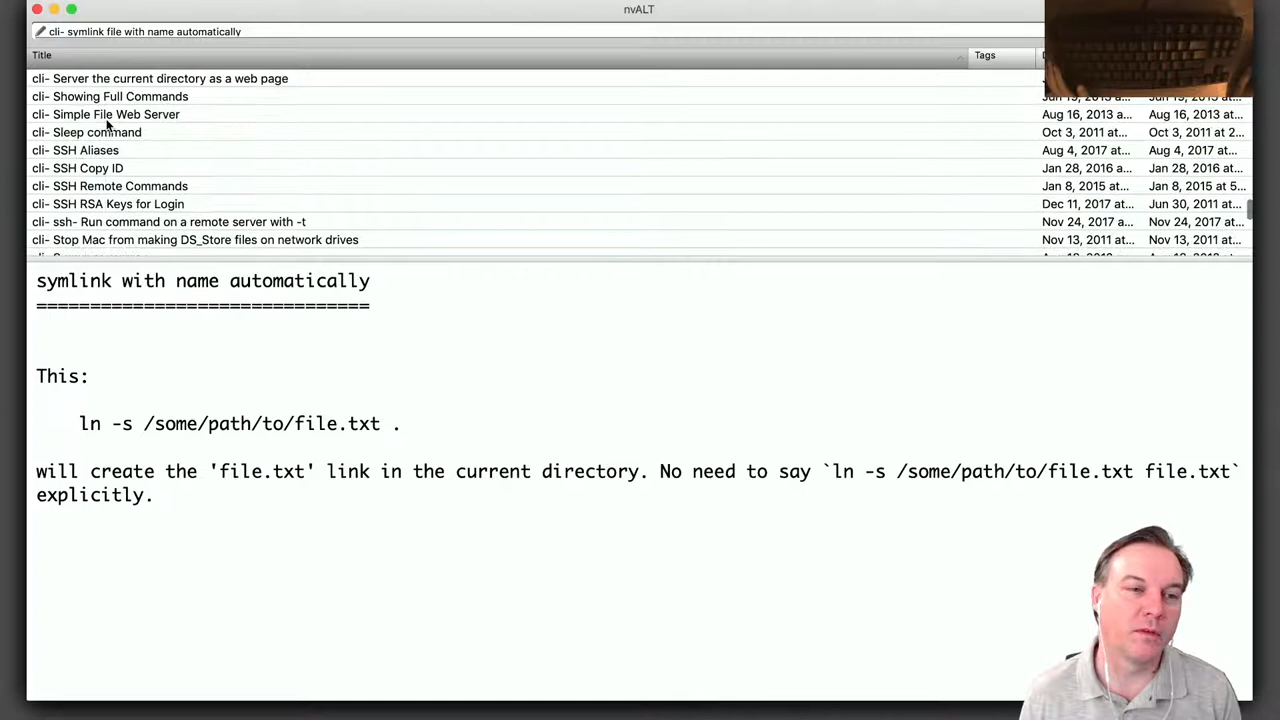 nvALT
cli- symlink file with name automatically
Title Tags
cli- Server the current directory as a web page
cli- Showing Full Commands
cli- Simple File Web Server Aug 16, 2013 a... Aug 16, 2013 a...
cli- Sleep command Oct 3, 2011 at... Oct 3, 2011 at 2...
cli- SSH Aliases Aug 4, 2017 at... Aug 4, 2017 at...
cli- SSH Copy ID Jan 28, 2016 a... Jan 28, 2016 at...
cli- SSH Remote Commands Jan 8, 2015 at... Jan 8, 2015 at 5...
cli- SSH RSA Keys for Login Dec 11, 2017 at... Jun 30, 2011 at...
cli- ssh- Run command on a remote server with -t Nov 24, 2017 a... Nov 24, 2017 at...
cli- Stop Mac from making DS_Store files on network drives Nov 13, 2011 at... Nov 13, 2011 at...
symlink with name automatically
===============================
This:
ln -s /some/path/to/file.txt .
will create the 'file.txt' link in the current directory. No need to say `ln -s /some/path/to/file.txt file.txt`
explicitly.